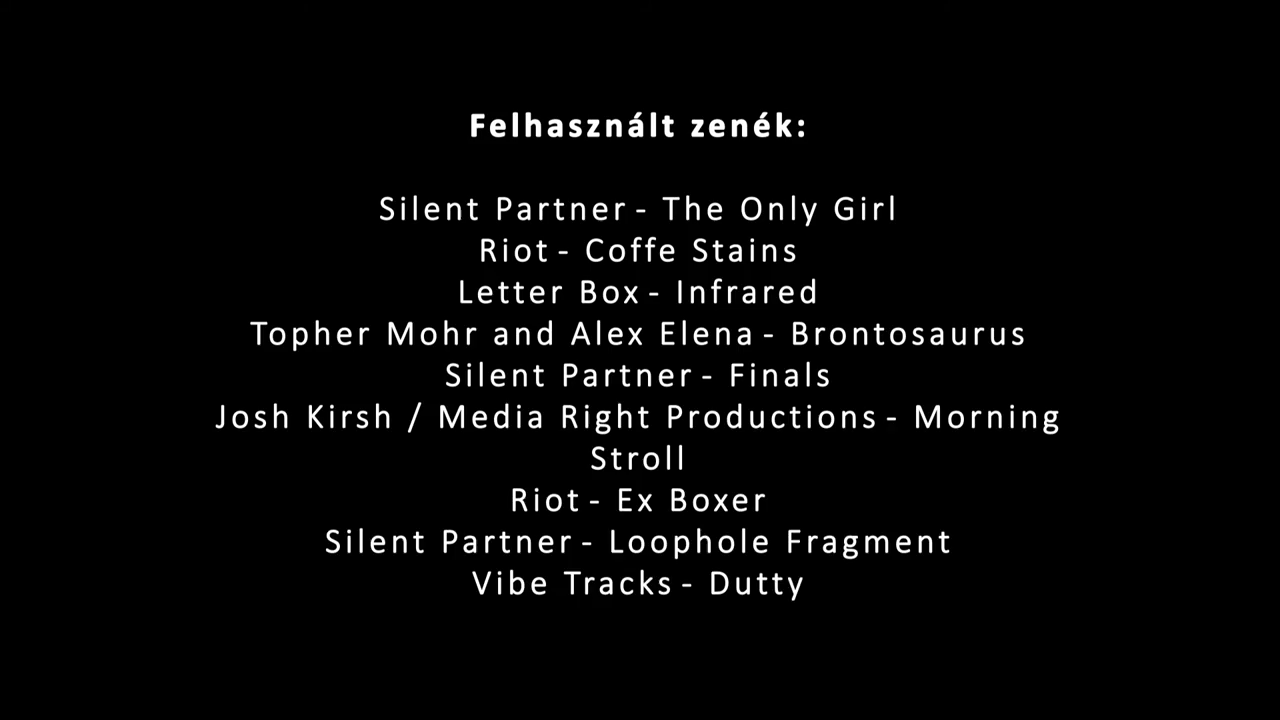 Felhasznált zenék:
Silent Partner - The Only Girl
Riot - Coffe Stains
Letter Box - Infrared
Topher Mohr and Alex Elena - Brontosaurus
Silent Partner - Finals
Josh Kirsh / Media Right Productions - Morning
Stroll
Riot - Ex Boxer
Silent Partner - Loophole Fragment
Vibe Tracks - Dutty